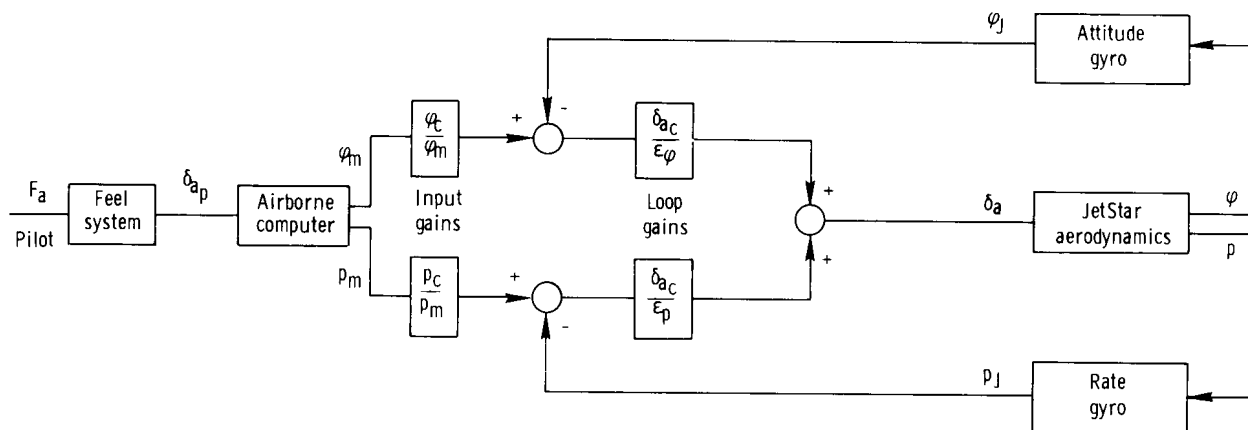 φJ
Attitude
gyro
-
φc
φm
+
δac
εφ
φm
Fa
Feel
system
δap
Airborne
computer
Input
gains
Loop
gains
+
δa
JetStar
aerodynamics
φ
p
Pilot
+
pm
pc
pm
+
δac
εp
-
pJ
Rate
gyro